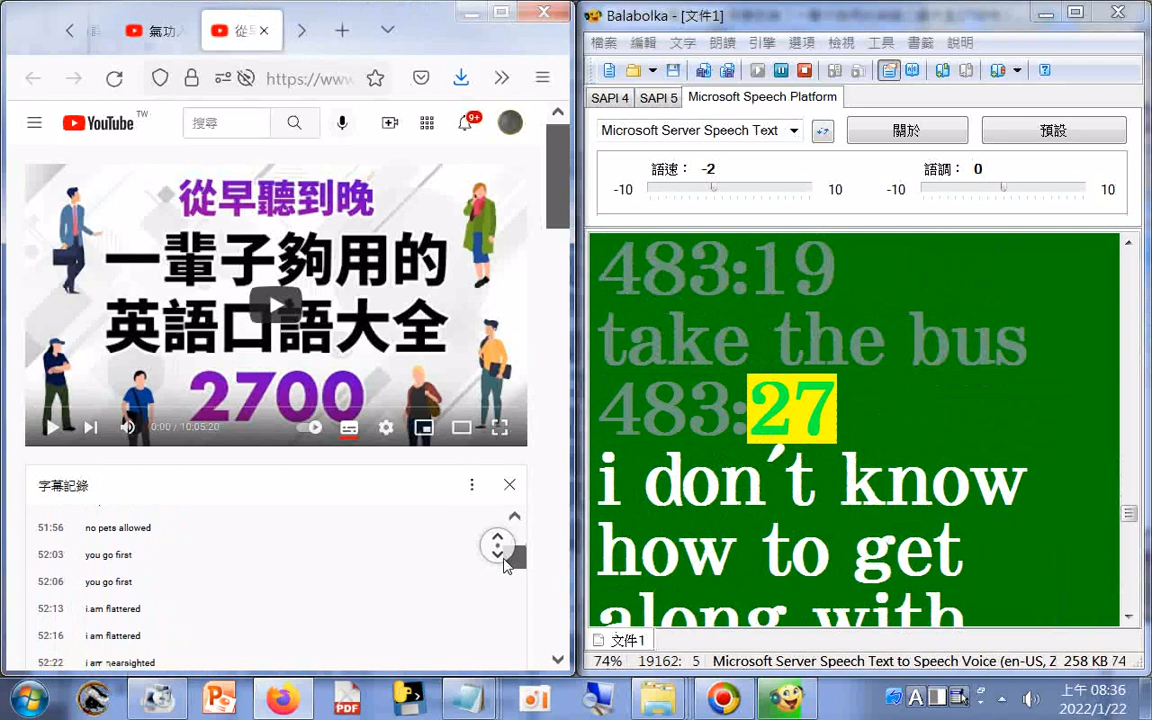 氣功
從
https://www
YouTube TW
搜尋
9+
從早聽到晚
一輩子夠用的
英語口語大全
2700
0:00 / 10:05:20
字幕記錄
51:56 no pets allowed
52:03 you go first
52:06 you go first
52:13 i am flattered
52:16 i am flattered
52:22 i am nearsighted
Balabolka - [文件1]
檔案 編輯 文字 朗讀 引擎 選項 檢視 工具 書籤 說明
SAPI 4 SAPI 5 Microsoft Speech Platform
Microsoft Server Speech Text
關於
預設
語速： -2
語調： 0
-10 10
-10 10
483:19
take the bus
483:27
i don't know
how to get
along with
文件1
74% 19162: 5 Microsoft Server Speech Text to Speech Voice (en-US, Z 258 KB 74
PDF
A
上午 08:36
2022/1/22